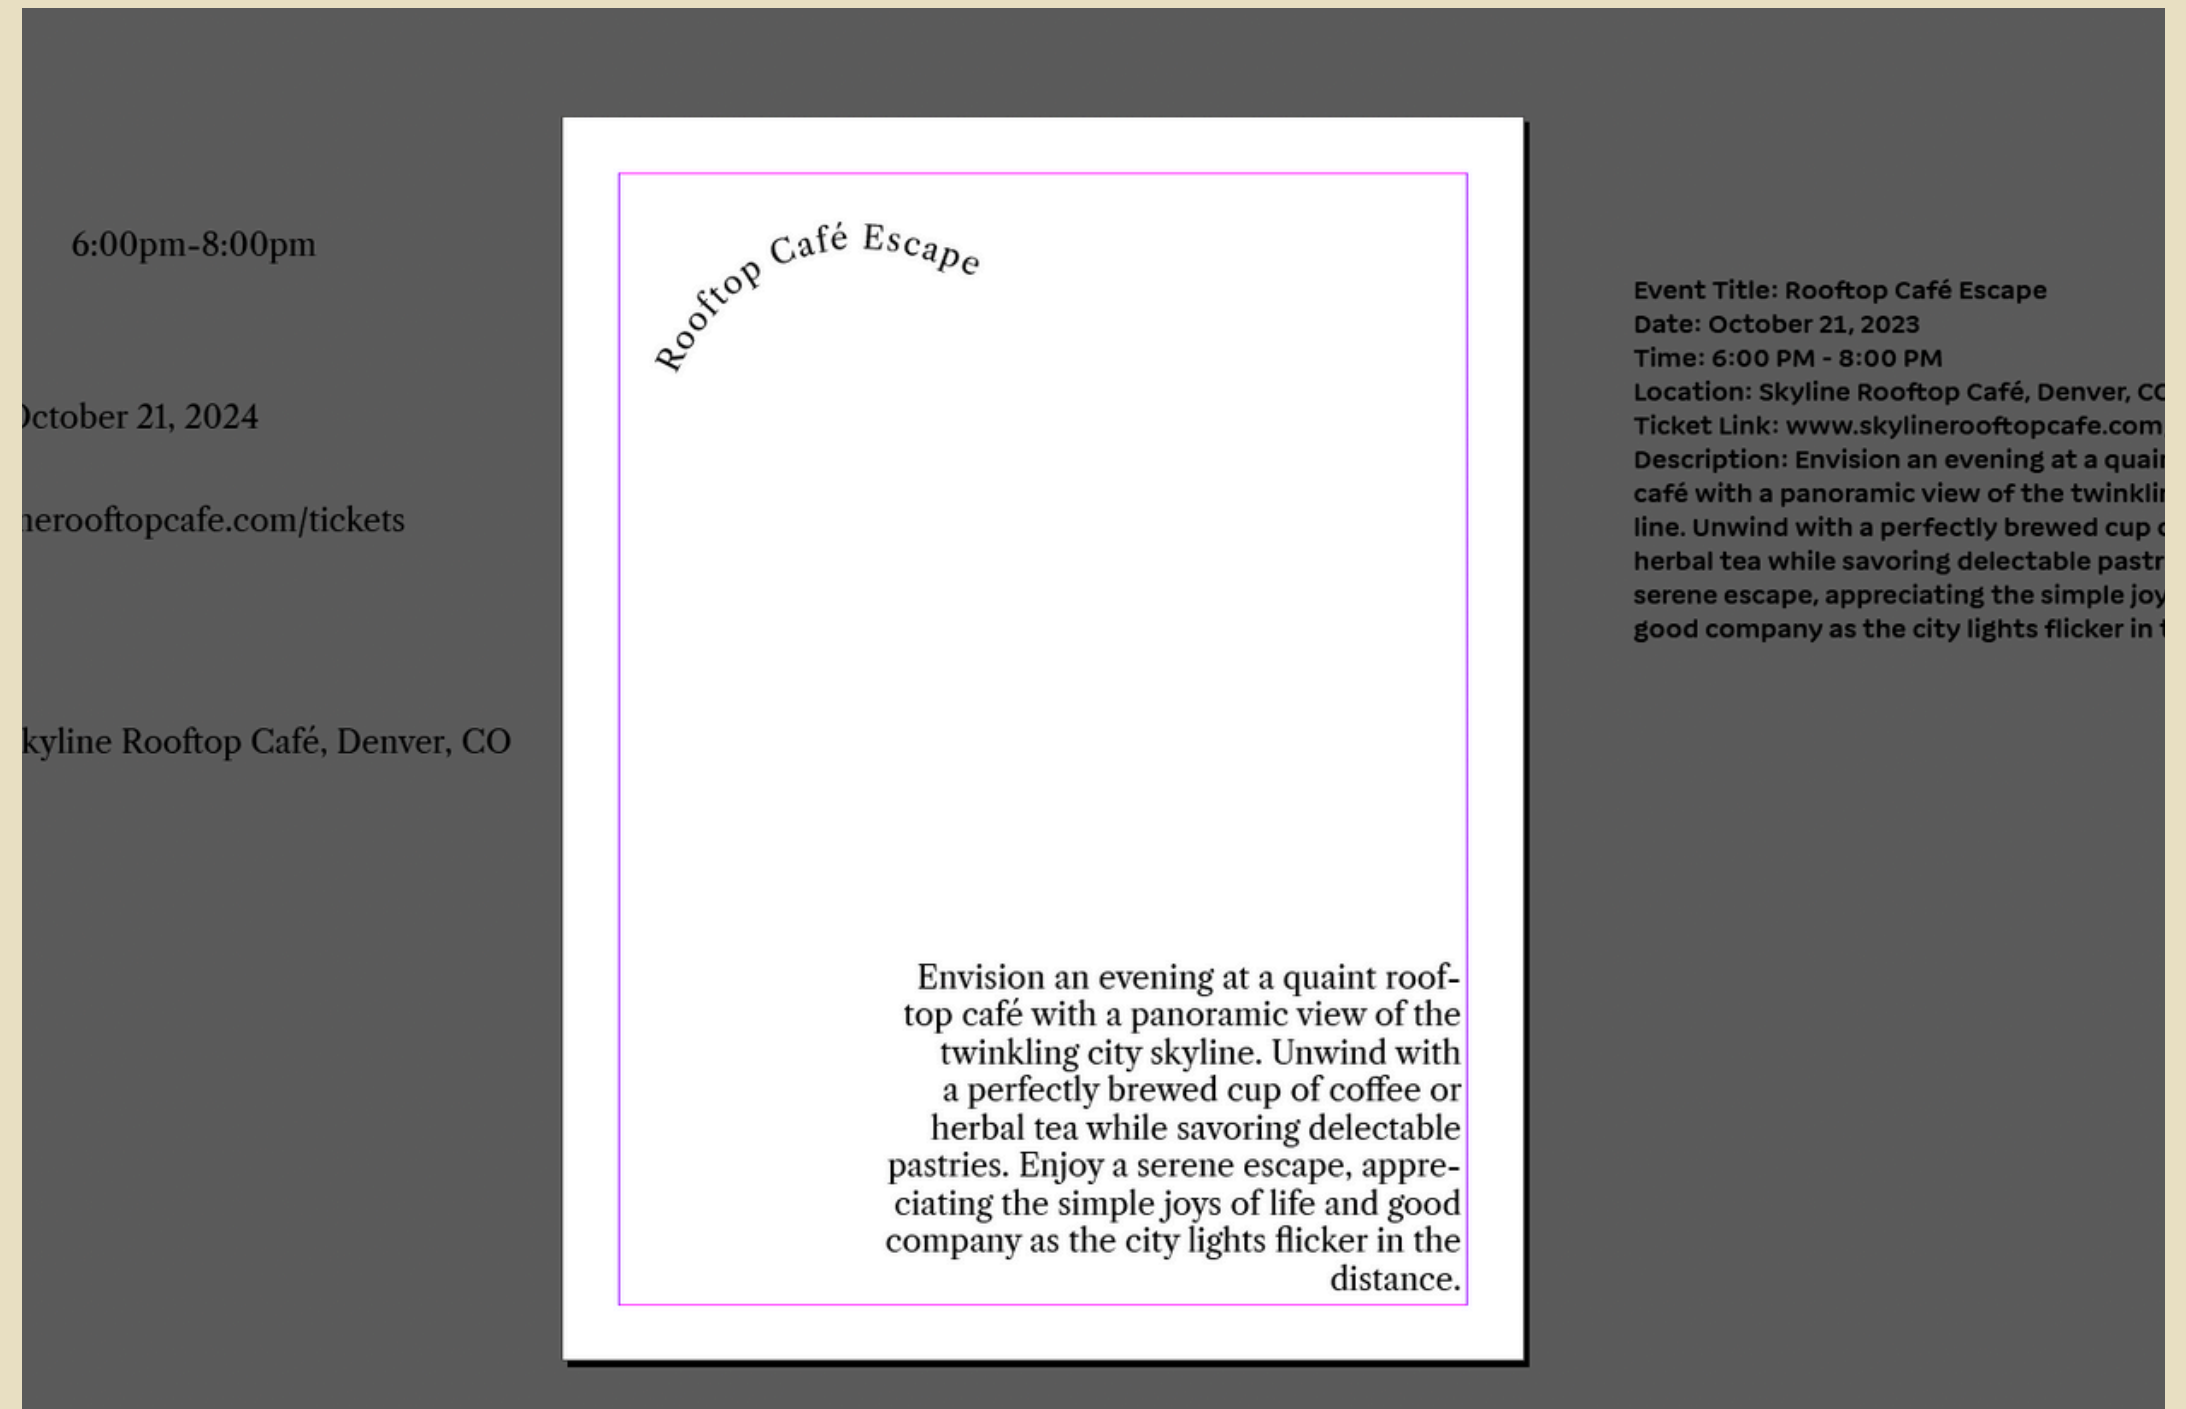 6:00pm-8:00pm
October 21, 2024
nerooftopcafe.com/tickets
kyline Rooftop Café, Denver, CO
Rooftop Café Escape
Envision an evening at a quaint roof-
top café with a panoramic view of the
twinkling city skyline. Unwind with
a perfectly brewed cup of coffee or
herbal tea while savoring delectable
pastries. Enjoy a serene escape, appre-
ciating the simple joys of life and good
company as the city lights flicker in the
distance.
Event Title: Rooftop Café Escape
Date: October 21, 2023
Time: 6:00 PM - 8:00 PM
Location: Skyline Rooftop Café, Denver, CO
Ticket Link: www.skylinerooftopcafe.com
Description: Envision an evening at a quain
café with a panoramic view of the twinklin
line. Unwind with a perfectly brewed cup
herbal tea while savoring delectable pastr
serene escape, appreciating the simple joy
good company as the city lights flicker in